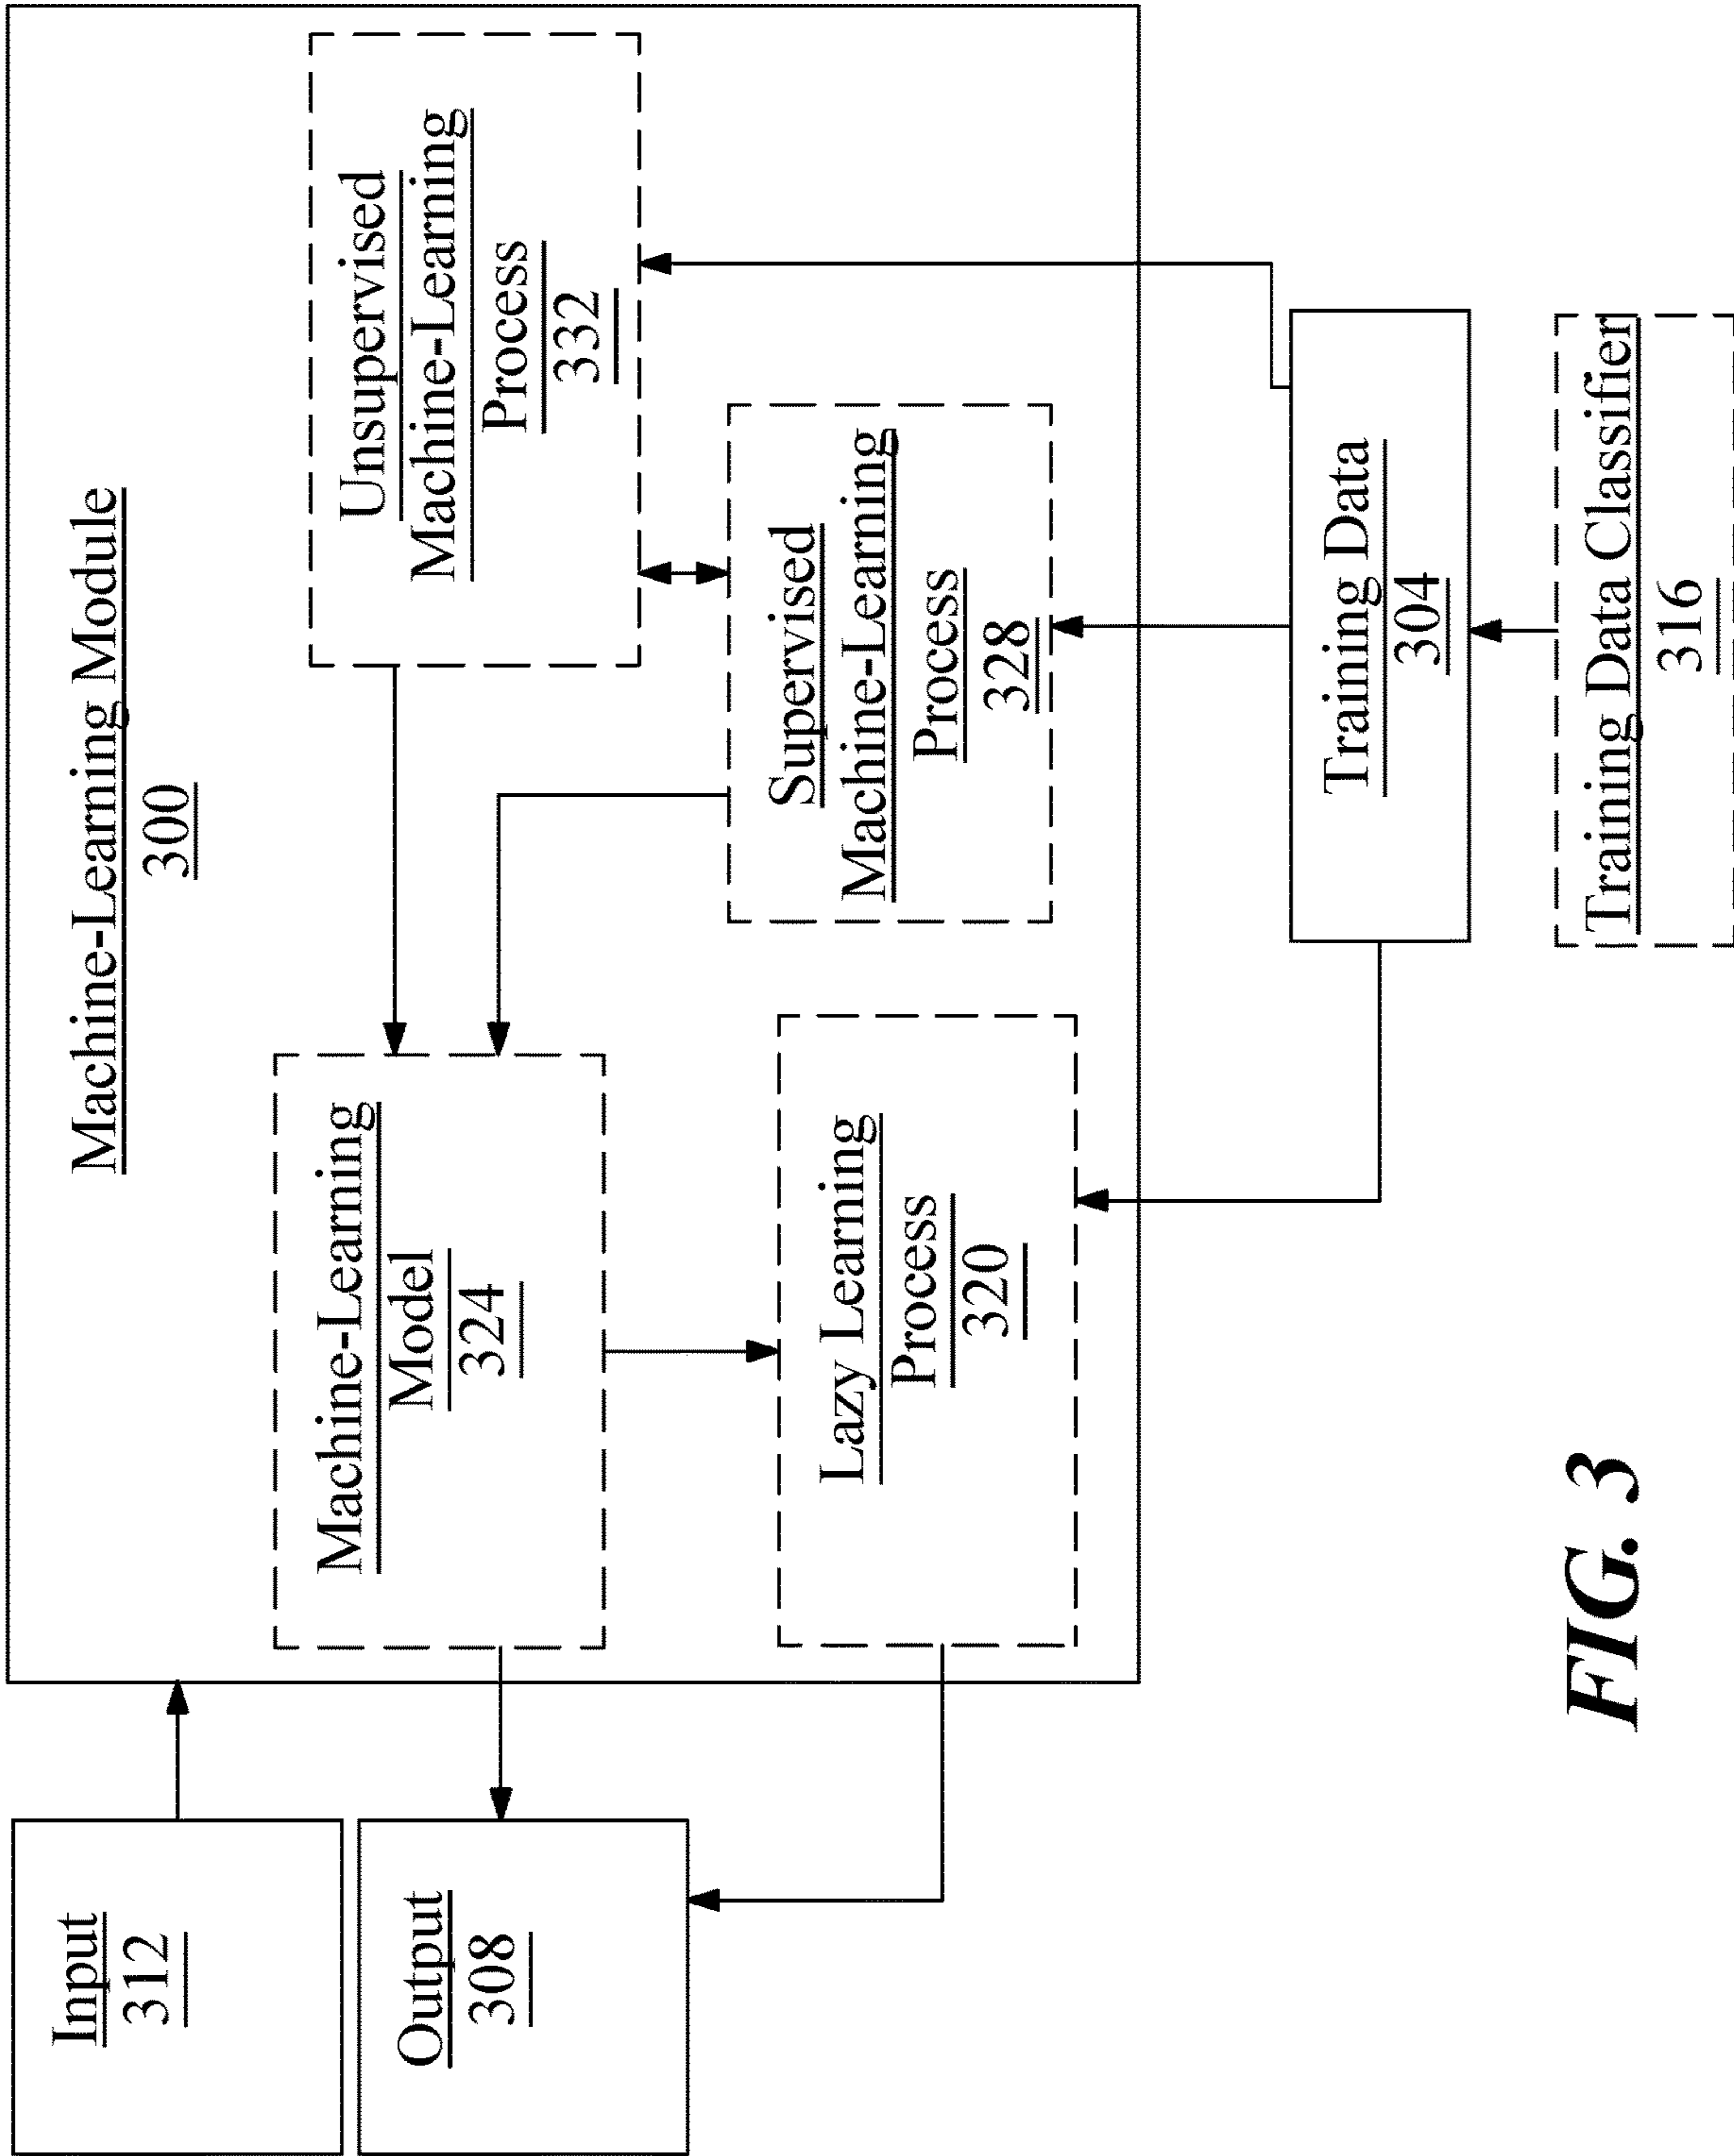 Machine-Learning Module
300
Input
312
Output
308
Machine-Learning
Model
324
Unsupervised
Machine-Learning
Process
332
Lazy Learning
Process
320
Supervised
Machine-Learning
Process
328
Training Data
304
Training Data Classifier
316
FIG. 3